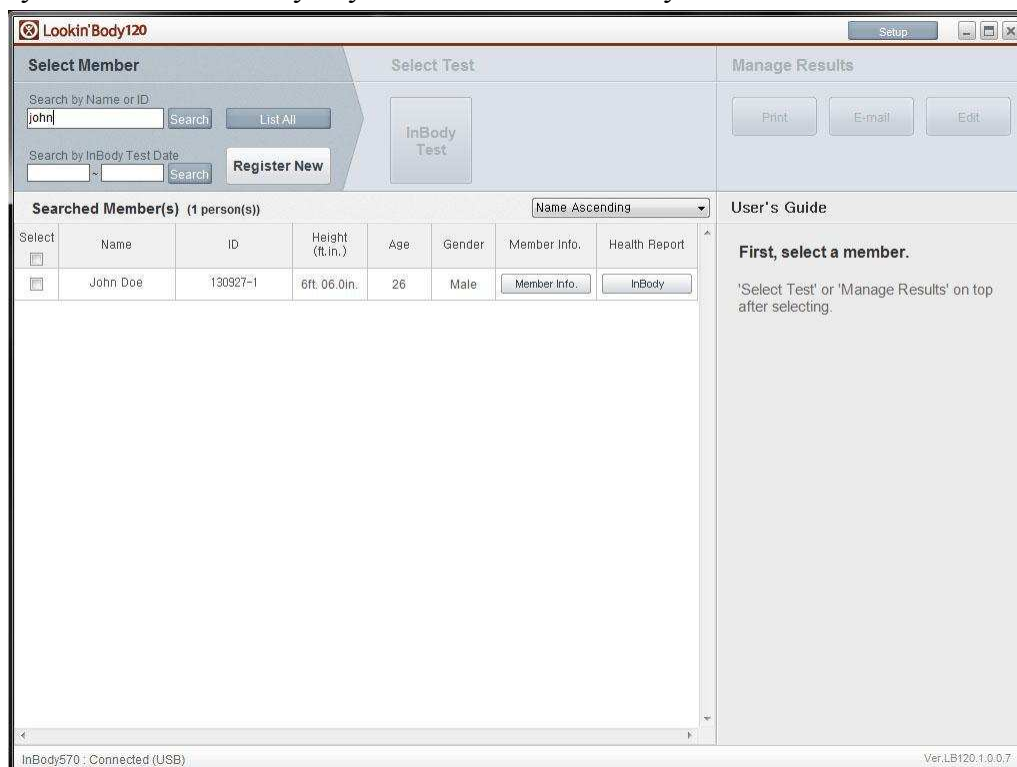 Lookin'Body120
Setup
Select Member
Select Test
Manage Results
Search by Name or ID
john
Search
List All
InBody
Test
Print
E-mail
Edit
Search by InBody Test Date
~
Search
Register New
Searched Member(s) (1 person(s))
Name Ascending
User's Guide
Select
Name
ID
Height
(ft.in.)
Age
Gender
Member Info.
Health Report
John Doe
130927-1
6ft. 06.0in.
26
Male
Member Info.
InBody
First, select a member.
'Select Test' or 'Manage Results' on top
after selecting.
InBody570 : Connected (USB)
Ver.LB120.1.0.0.7